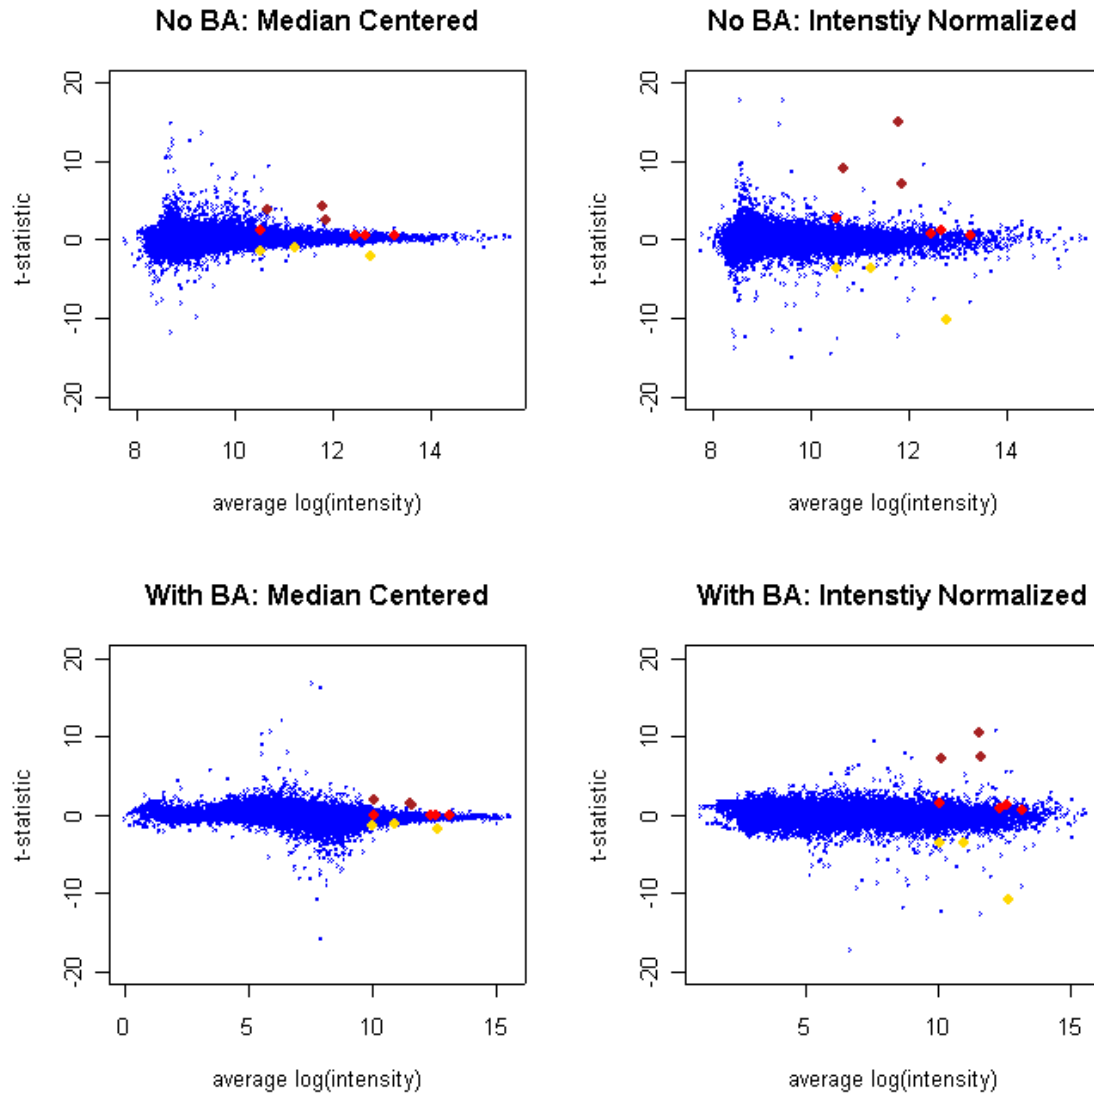 No BA: Median Centered
No BA: Intenstiy Normalized
t-statistic
20
10
0
-10
-20
8
10
12
14
average log(intensity)
t-statistic
20
10
0
-10
-20
8
10
12
14
average log(intensity)
With BA: Median Centered
With BA: Intenstiy Normalized
t-statistic
20
10
0
-10
-20
0
5
10
15
average log(intensity)
t-statistic
20
10
0
-10
-20
5
10
15
average log(intensity)